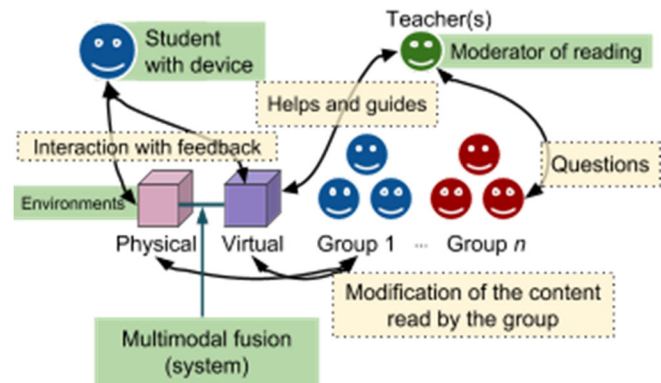 Teacher(s)
Student
with device
Moderator of reading
Helps and guides
Interaction with feedback
Questions
Environments
Physical
Virtual
Group 1
...
Group n
Modification of the content
read by the group
Multimodal fusion
(system)